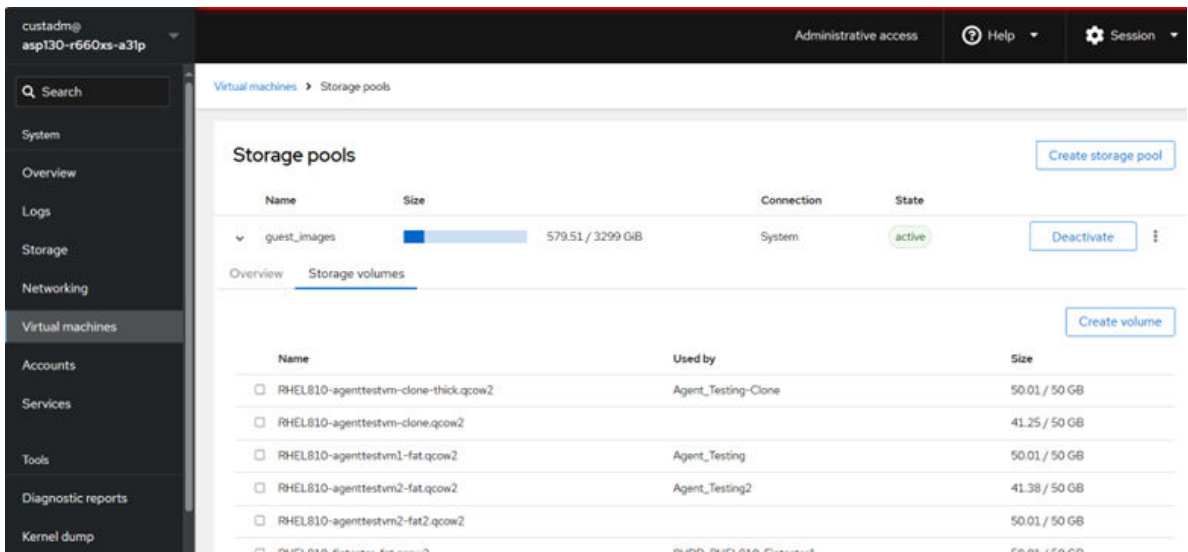 custadm@
asp130-r660xs-a31p
Administrative access
Help
Session
Search
Virtual machines > Storage pools
System
Overview
Logs
Storage
Networking
Virtual machines
Accounts
Services
Tools
Diagnostic reports
Kernel dump
Storage pools
Create storage pool
Name Size Connection State
guest_images 579.51 / 3299 GiB System active Deactivate
Overview Storage volumes
Create volume
Name Used by Size
RHEL810-agenttestvm-clone-thick.qcow2 Agent_Testing-Clone 50.01 / 50 GB
RHEL810-agenttestvm-clone.qcow2 41.25 / 50 GB
RHEL810-agenttestvm1-fat.qcow2 Agent_Testing 50.01 / 50 GB
RHEL810-agenttestvm2-fat.qcow2 Agent_Testing2 41.38 / 50 GB
RHEL810-agenttestvm2-fat2.qcow2 50.01 / 50 GB